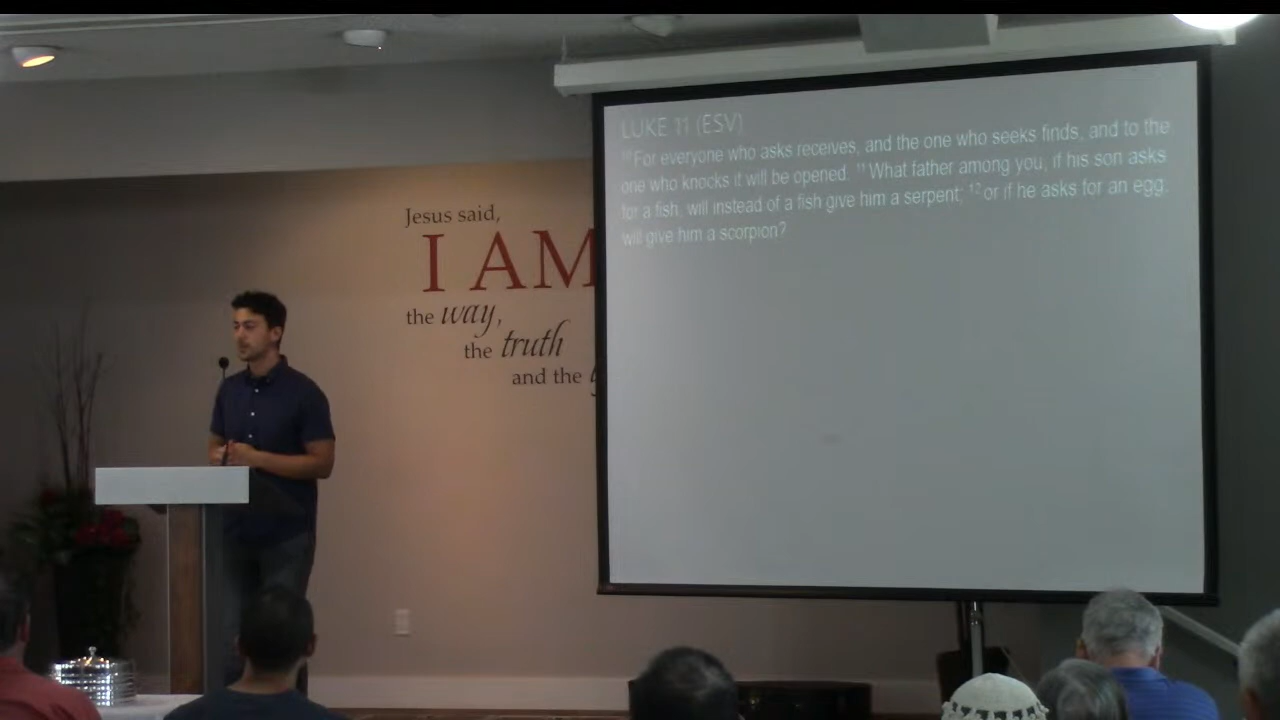 Jesus said,
I AM
the way,
the truth
and the
LUKE 11 (ESV)
10 For everyone who asks receives, and the one who seeks finds, and to the
one who knocks it will be opened. 11 What father among you, if his son asks
for a fish, will instead of a fish give him a serpent; 12 or if he asks for an egg,
will give him a scorpion?